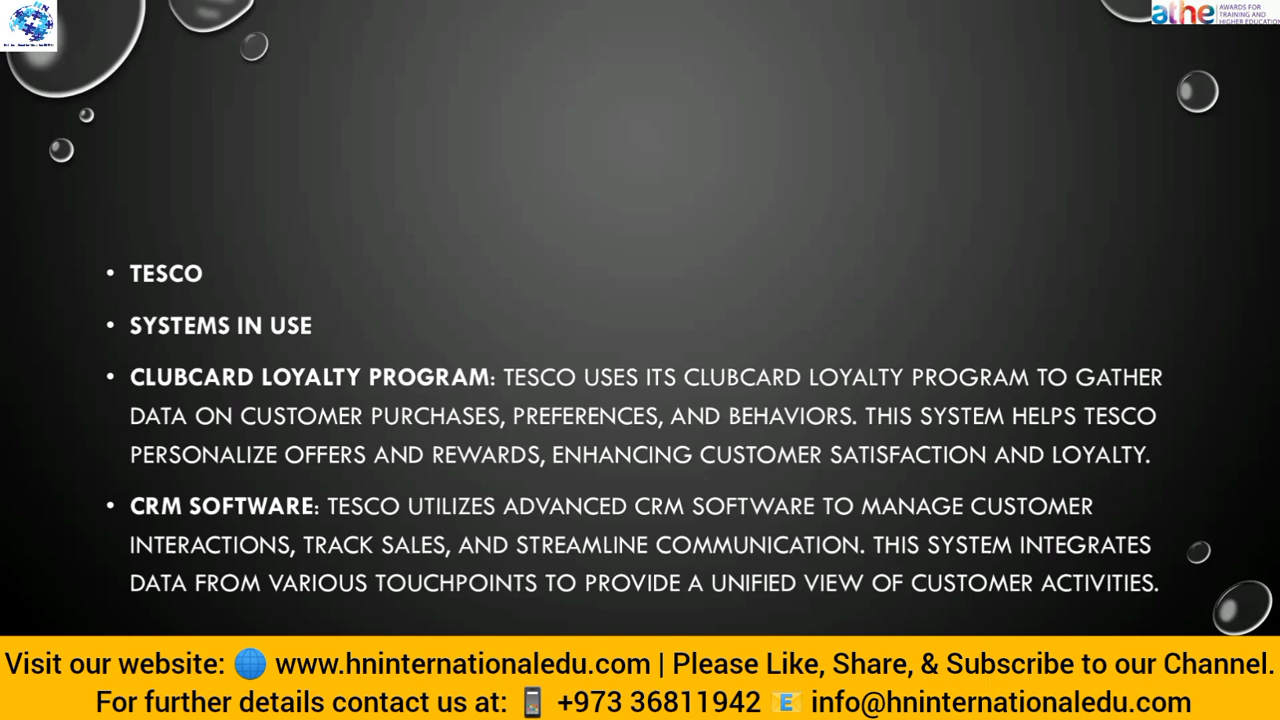 athe AWARDS FOR
TRAINING AND
HIGHER EDUCATION
• TESCO
• SYSTEMS IN USE
• CLUBCARD LOYALTY PROGRAM: TESCO USES ITS CLUBCARD LOYALTY PROGRAM TO GATHER
DATA ON CUSTOMER PURCHASES, PREFERENCES, AND BEHAVIORS. THIS SYSTEM HELPS TESCO
PERSONALIZE OFFERS AND REWARDS, ENHANCING CUSTOMER SATISFACTION AND LOYALTY.
• CRM SOFTWARE: TESCO UTILIZES ADVANCED CRM SOFTWARE TO MANAGE CUSTOMER
INTERACTIONS, TRACK SALES, AND STREAMLINE COMMUNICATION. THIS SYSTEM INTEGRATES
DATA FROM VARIOUS TOUCHPOINTS TO PROVIDE A UNIFIED VIEW OF CUSTOMER ACTIVITIES.
Visit our website: 🌐 www.hninternationaledu.com | Please Like, Share, & Subscribe to our Channel.
For further details contact us at: 📱 +973 36811942 📧 info@hninternationaledu.com